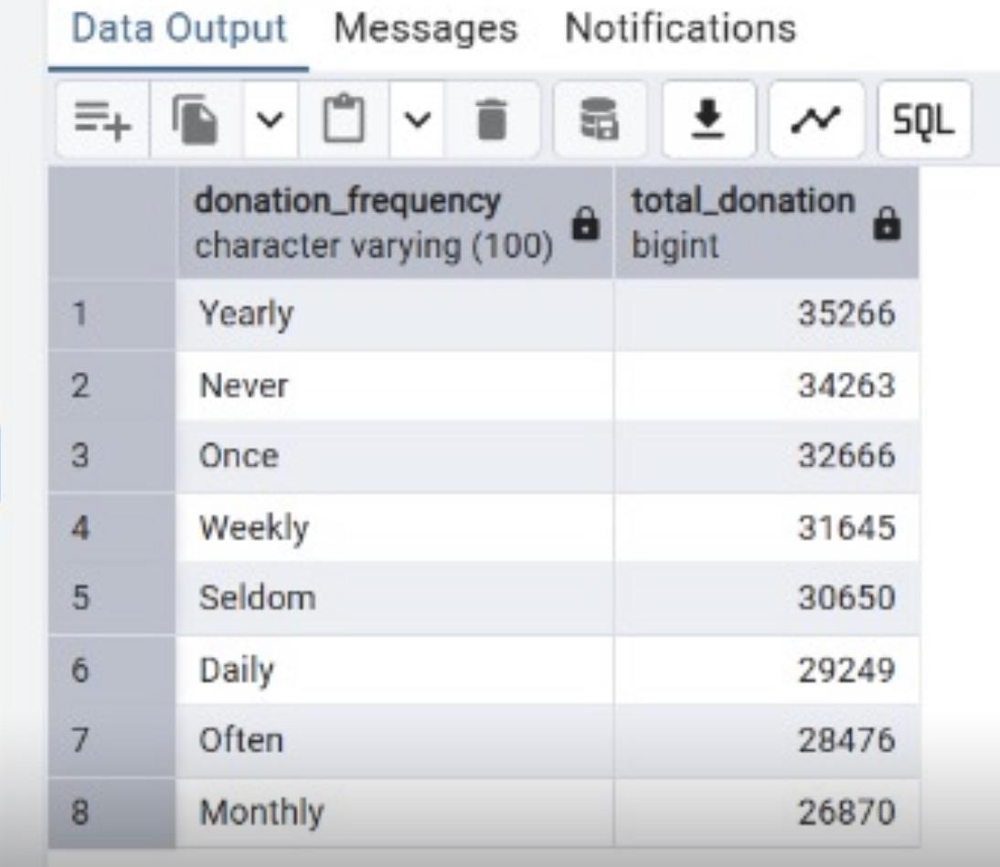 Data Output Messages Notifications
SQL
donation_frequency total_donation
character varying (100) bigint
1 Yearly 35266
2 Never 34263
3 Once 32666
4 Weekly 31645
5 Seldom 30650
6 Daily 29249
7 Often 28476
8 Monthly 26870